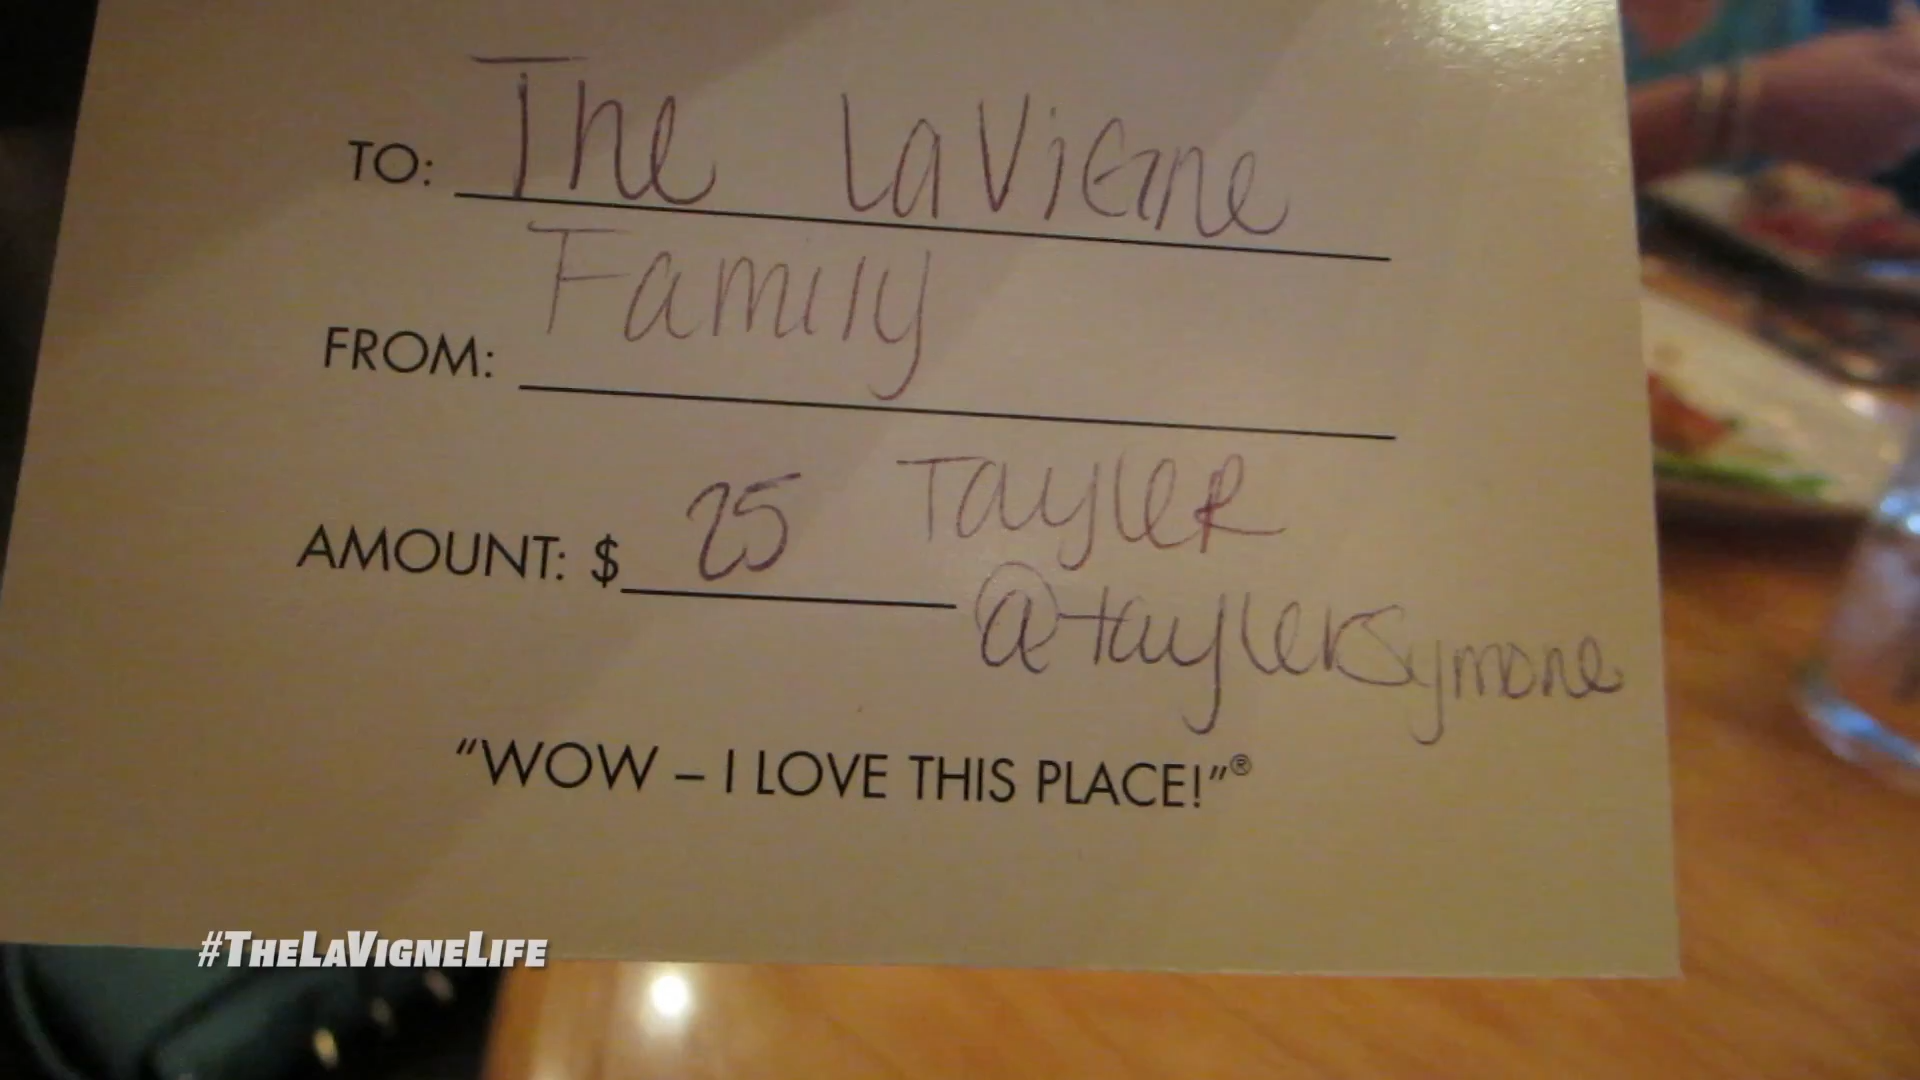 TO: The LaVigne
Family
FROM:
AMOUNT: $ 25 Tayler
@taylersymone
“WOW – I LOVE THIS PLACE!”®
#THELAVIGNELIFE